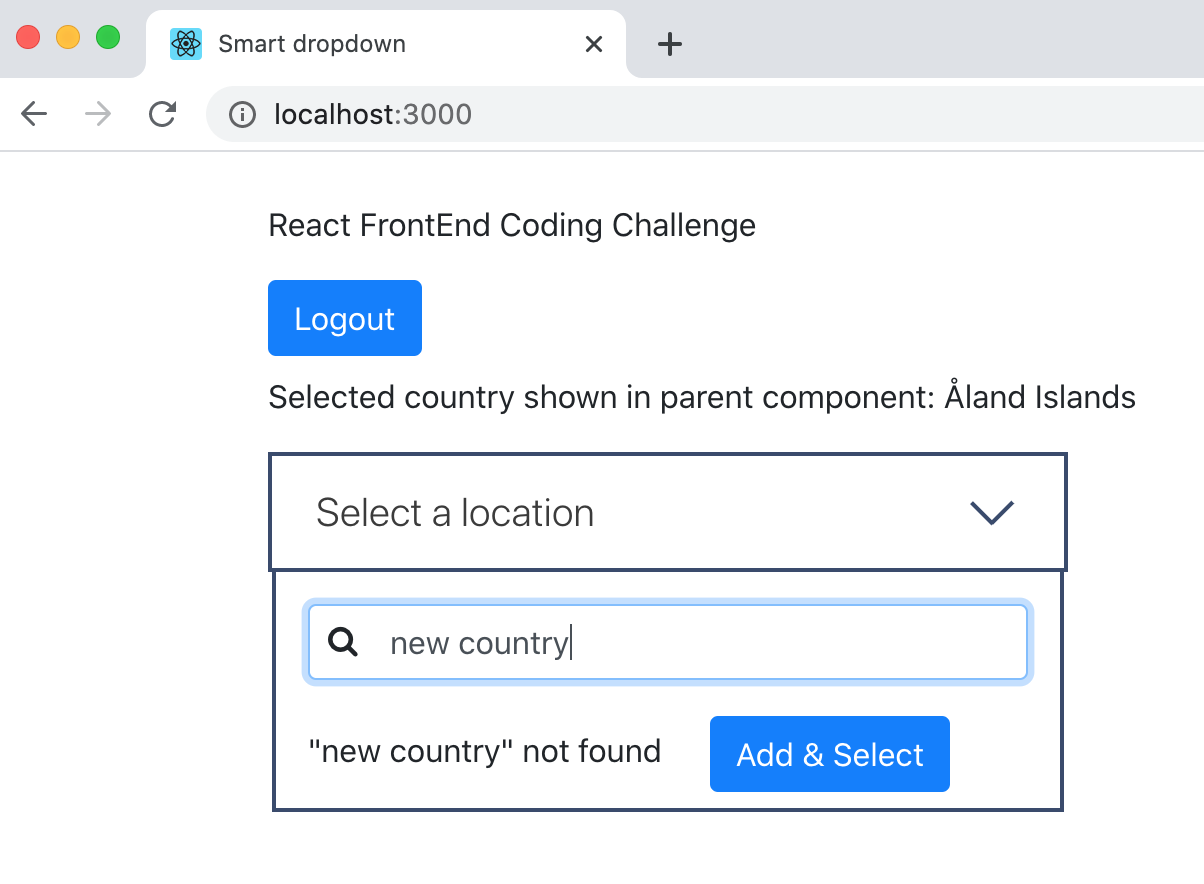 Smart dropdown
localhost:3000
React FrontEnd Coding Challenge
Logout
Selected country shown in parent component: Åland Islands
Select a location
new country
"new country" not found
Add & Select